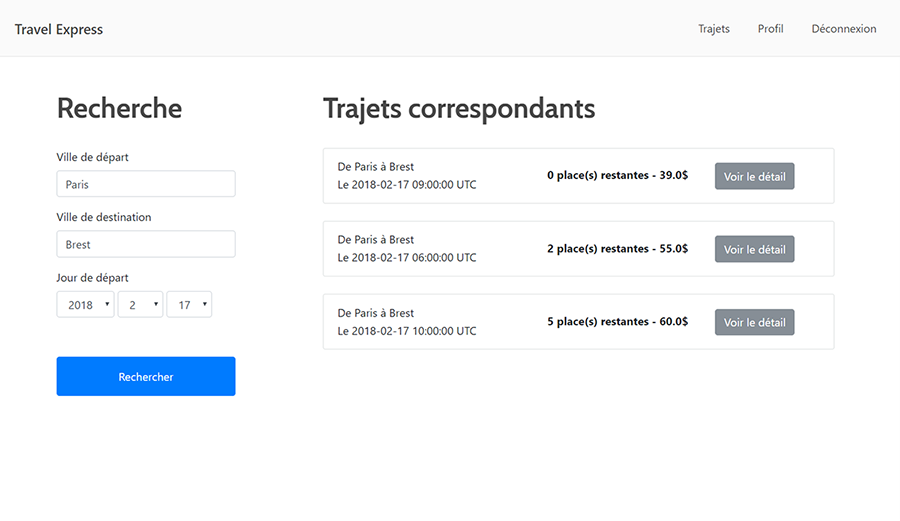 Travel Express
Trajets Profil Déconnexion
Recherche
Ville de départ
Paris
Ville de destination
Brest
Jour de départ
2018 2 17
Rechercher
Trajets correspondants
De Paris à Brest
Le 2018-02-17 09:00:00 UTC
0 place(s) restantes - 39.0$
Voir le détail
De Paris à Brest
Le 2018-02-17 06:00:00 UTC
2 place(s) restantes - 55.0$
Voir le détail
De Paris à Brest
Le 2018-02-17 10:00:00 UTC
5 place(s) restantes - 60.0$
Voir le détail